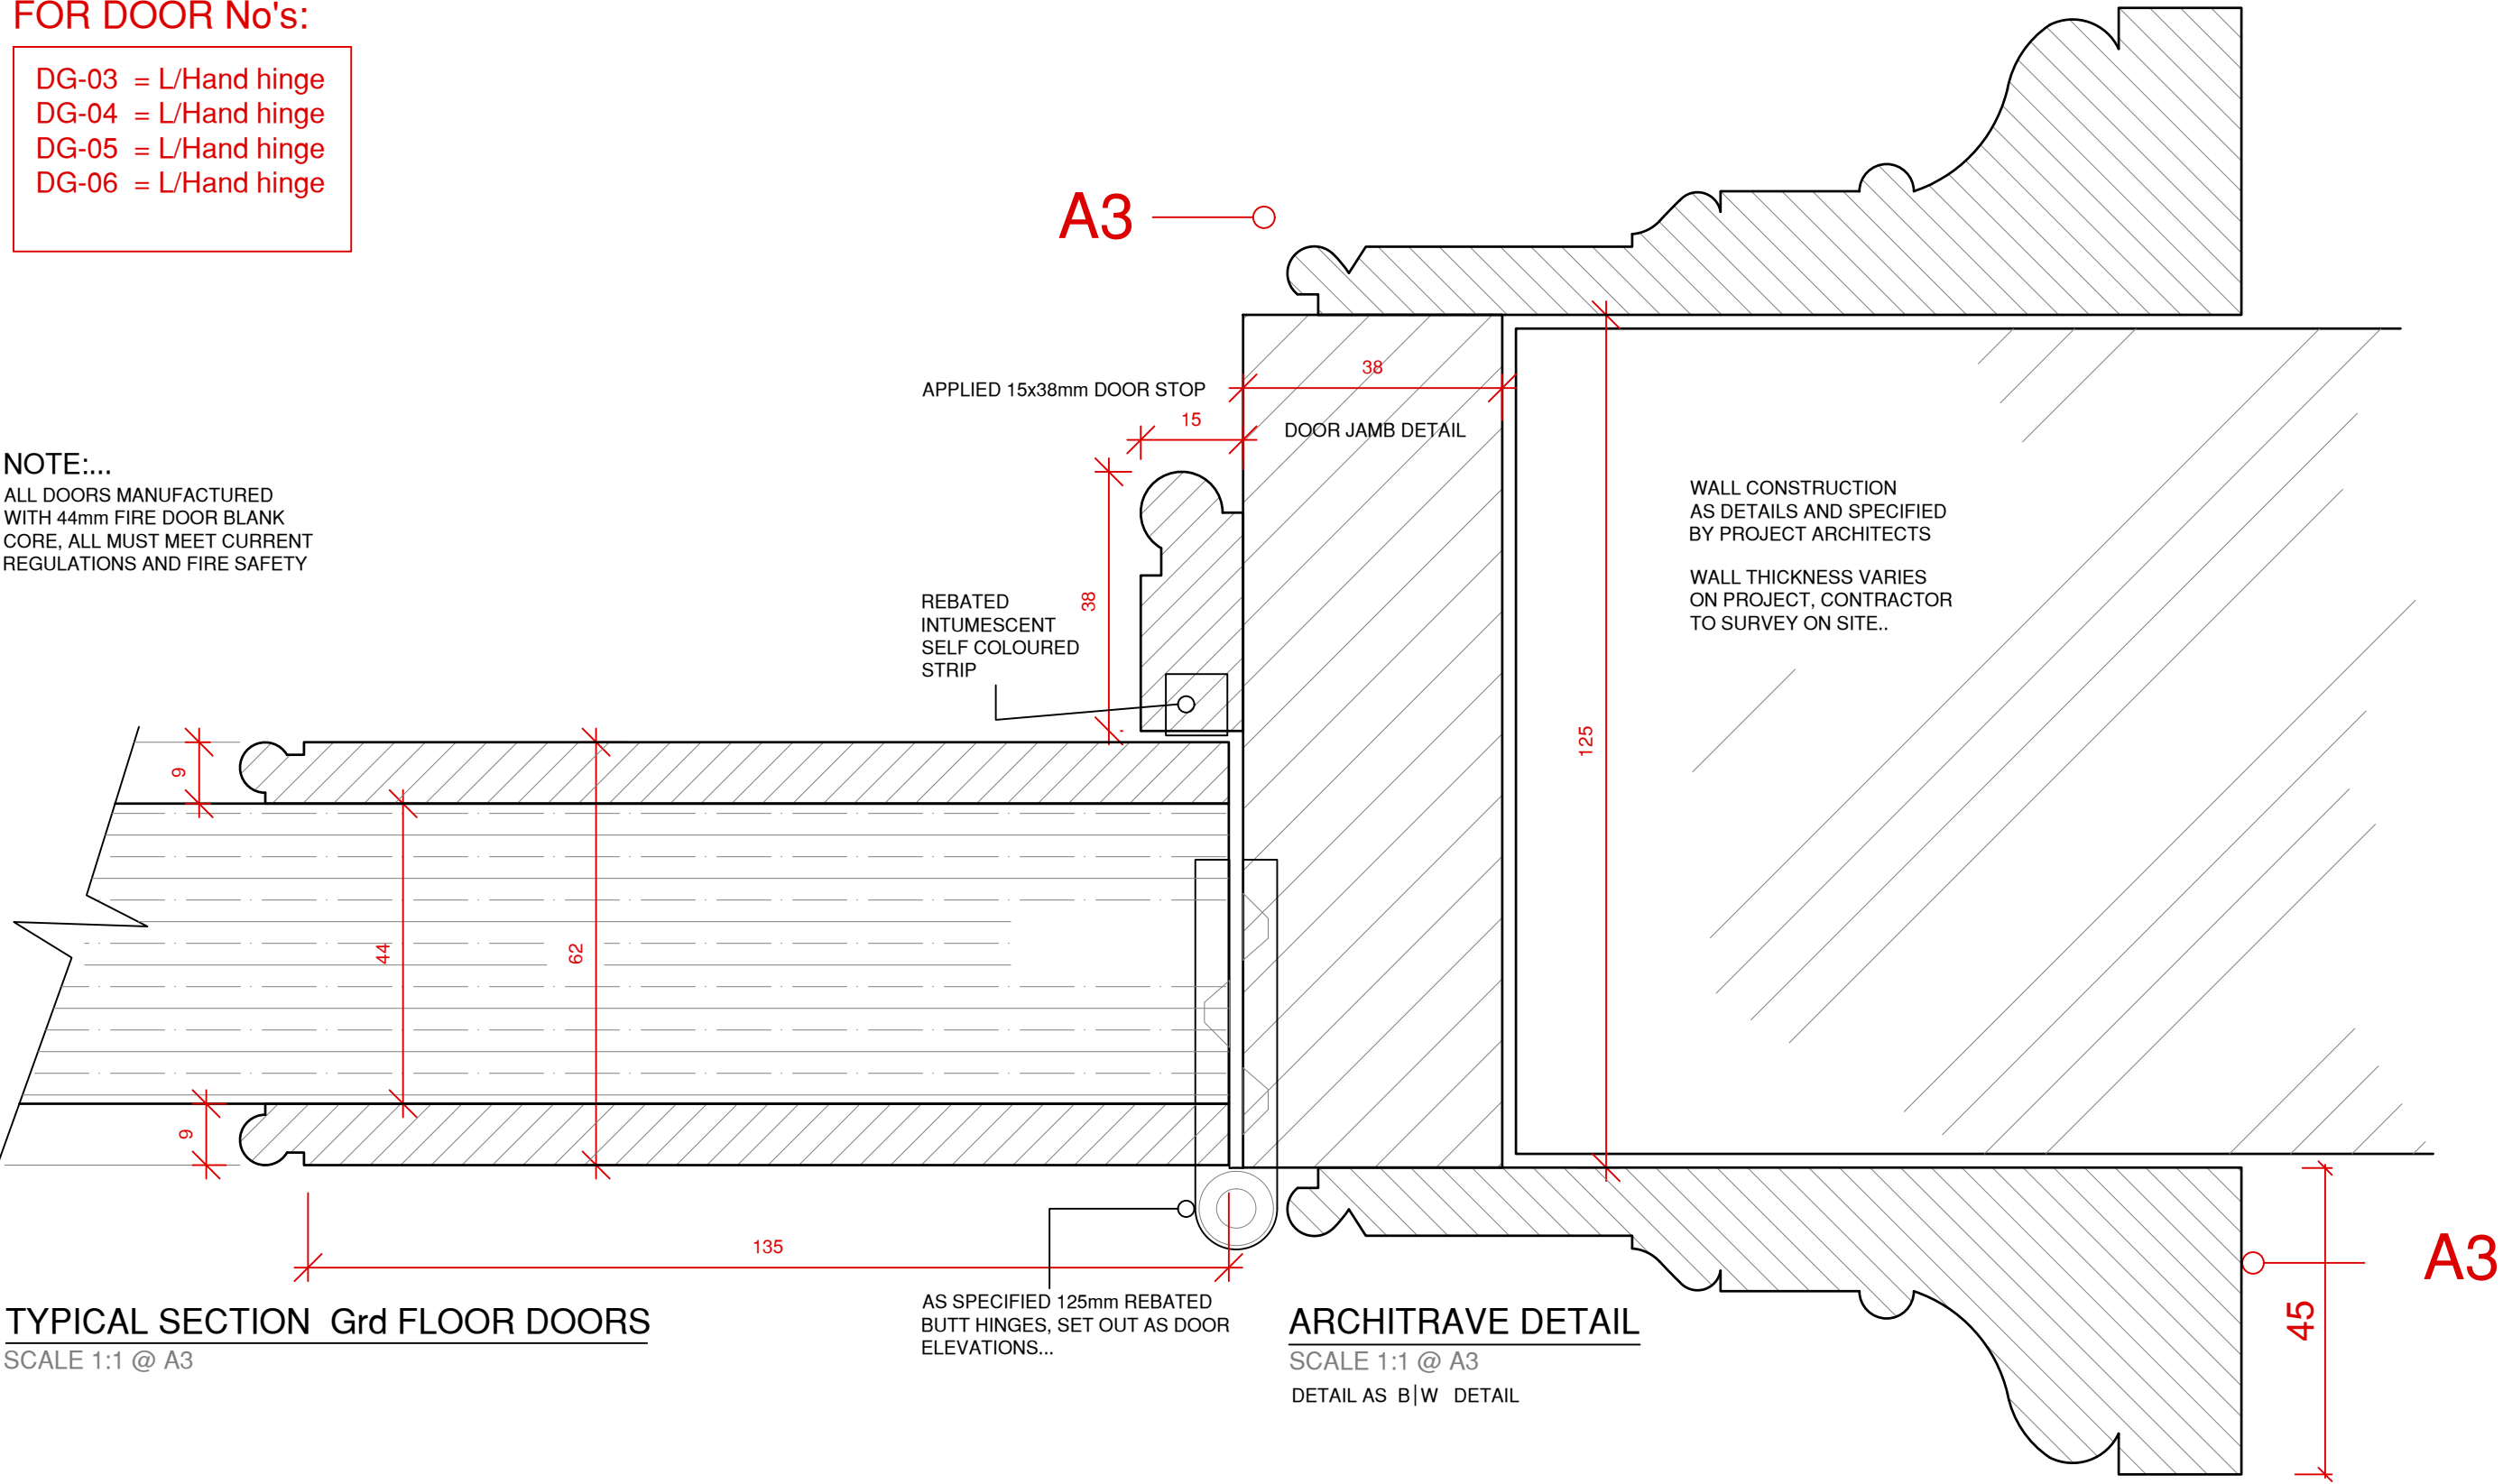 FOR DOOR No's:
DG-03 = L/Hand hinge
DG-04 = L/Hand hinge
DG-05 = L/Hand hinge
DG-06 = L/Hand hinge
A3
38
APPLIED 15x38mm DOOR STOP
15
DOOR JAMB DETAIL
NOTE:...
ALL DOORS MANUFACTURED
WITH 44mm FIRE DOOR BLANK
CORE, ALL MUST MEET CURRENT
REGULATIONS AND FIRE SAFETY
WALL CONSTRUCTION
AS DETAILS AND SPECIFIED
BY PROJECT ARCHITECTS
WALL THICKNESS VARIES
ON PROJECT, CONTRACTOR
TO SURVEY ON SITE..
38
REBATED
INTUMESCENT
SELF COLOURED
STRIP
125
9
44
62
9
135
A3
45
TYPICAL SECTION Grd FLOOR DOORS
SCALE 1:1 @ A3
AS SPECIFIED 125mm REBATED
BUTT HINGES, SET OUT AS DOOR
ELEVATIONS...
ARCHITRAVE DETAIL
SCALE 1:1 @ A3
DETAIL AS B|W DETAIL